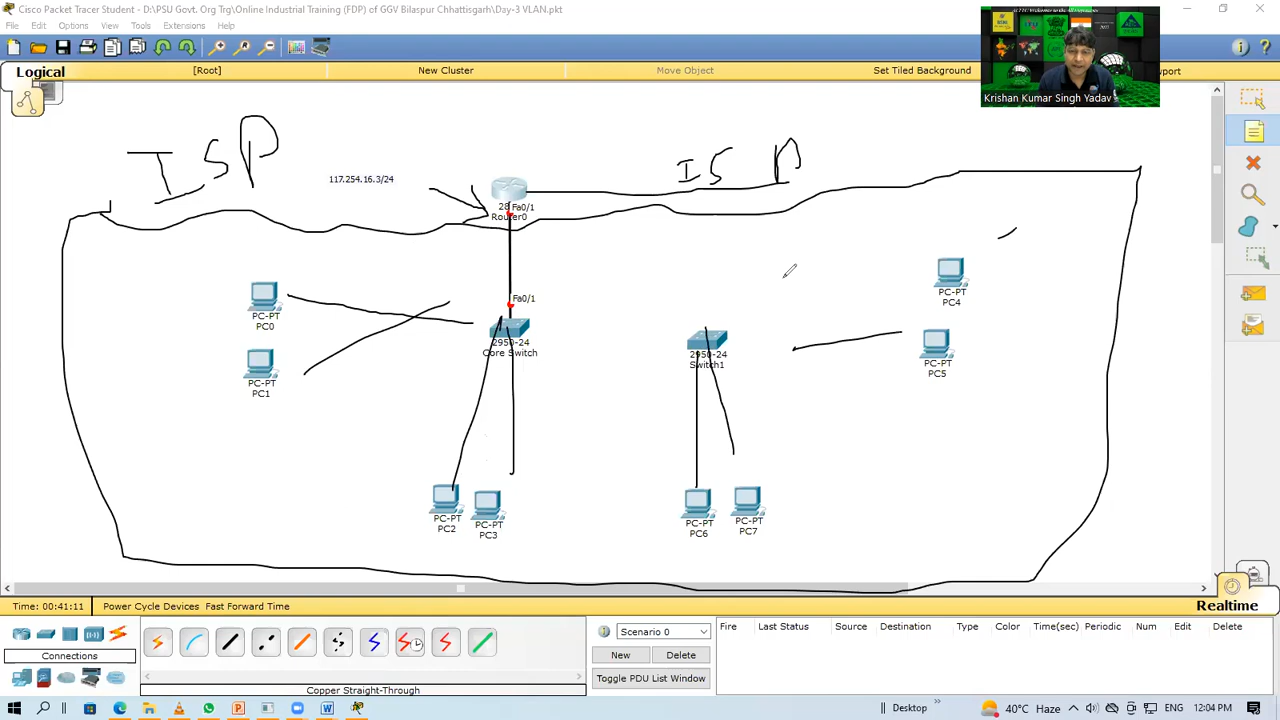 Cisco Packet Tracer Student - D:\PSU Govt. Org Trg\Online Industrial Training (FDP) of GGV Bilaspur Chhattisgarh\Day-3 VLAN.pkt
File Edit Options View Tools Extensions Help
Logical
[Root]
New Cluster
Move Object
Set Tiled Background
Krishan Kumar Singh Yadav
ISP
ISP
117.254.16.3/24
28
Fa0/1
Router0
Fa0/1
2950-24
Core Switch
2950-24
Switch1
PC-PT
PC0
PC-PT
PC1
PC-PT
PC4
PC-PT
PC5
PC-PT
PC2
PC-PT
PC3
PC-PT
PC6
PC-PT
PC7
Realtime
Time: 00:41:11
Power Cycle Devices Fast Forward Time
Connections
Copper Straight-Through
Scenario 0
New
Delete
Toggle PDU List Window
Fire Last Status Source Destination Type Color Time(sec) Periodic Num Edit Delete
Desktop
40°C Haze
ENG
12:04 PM